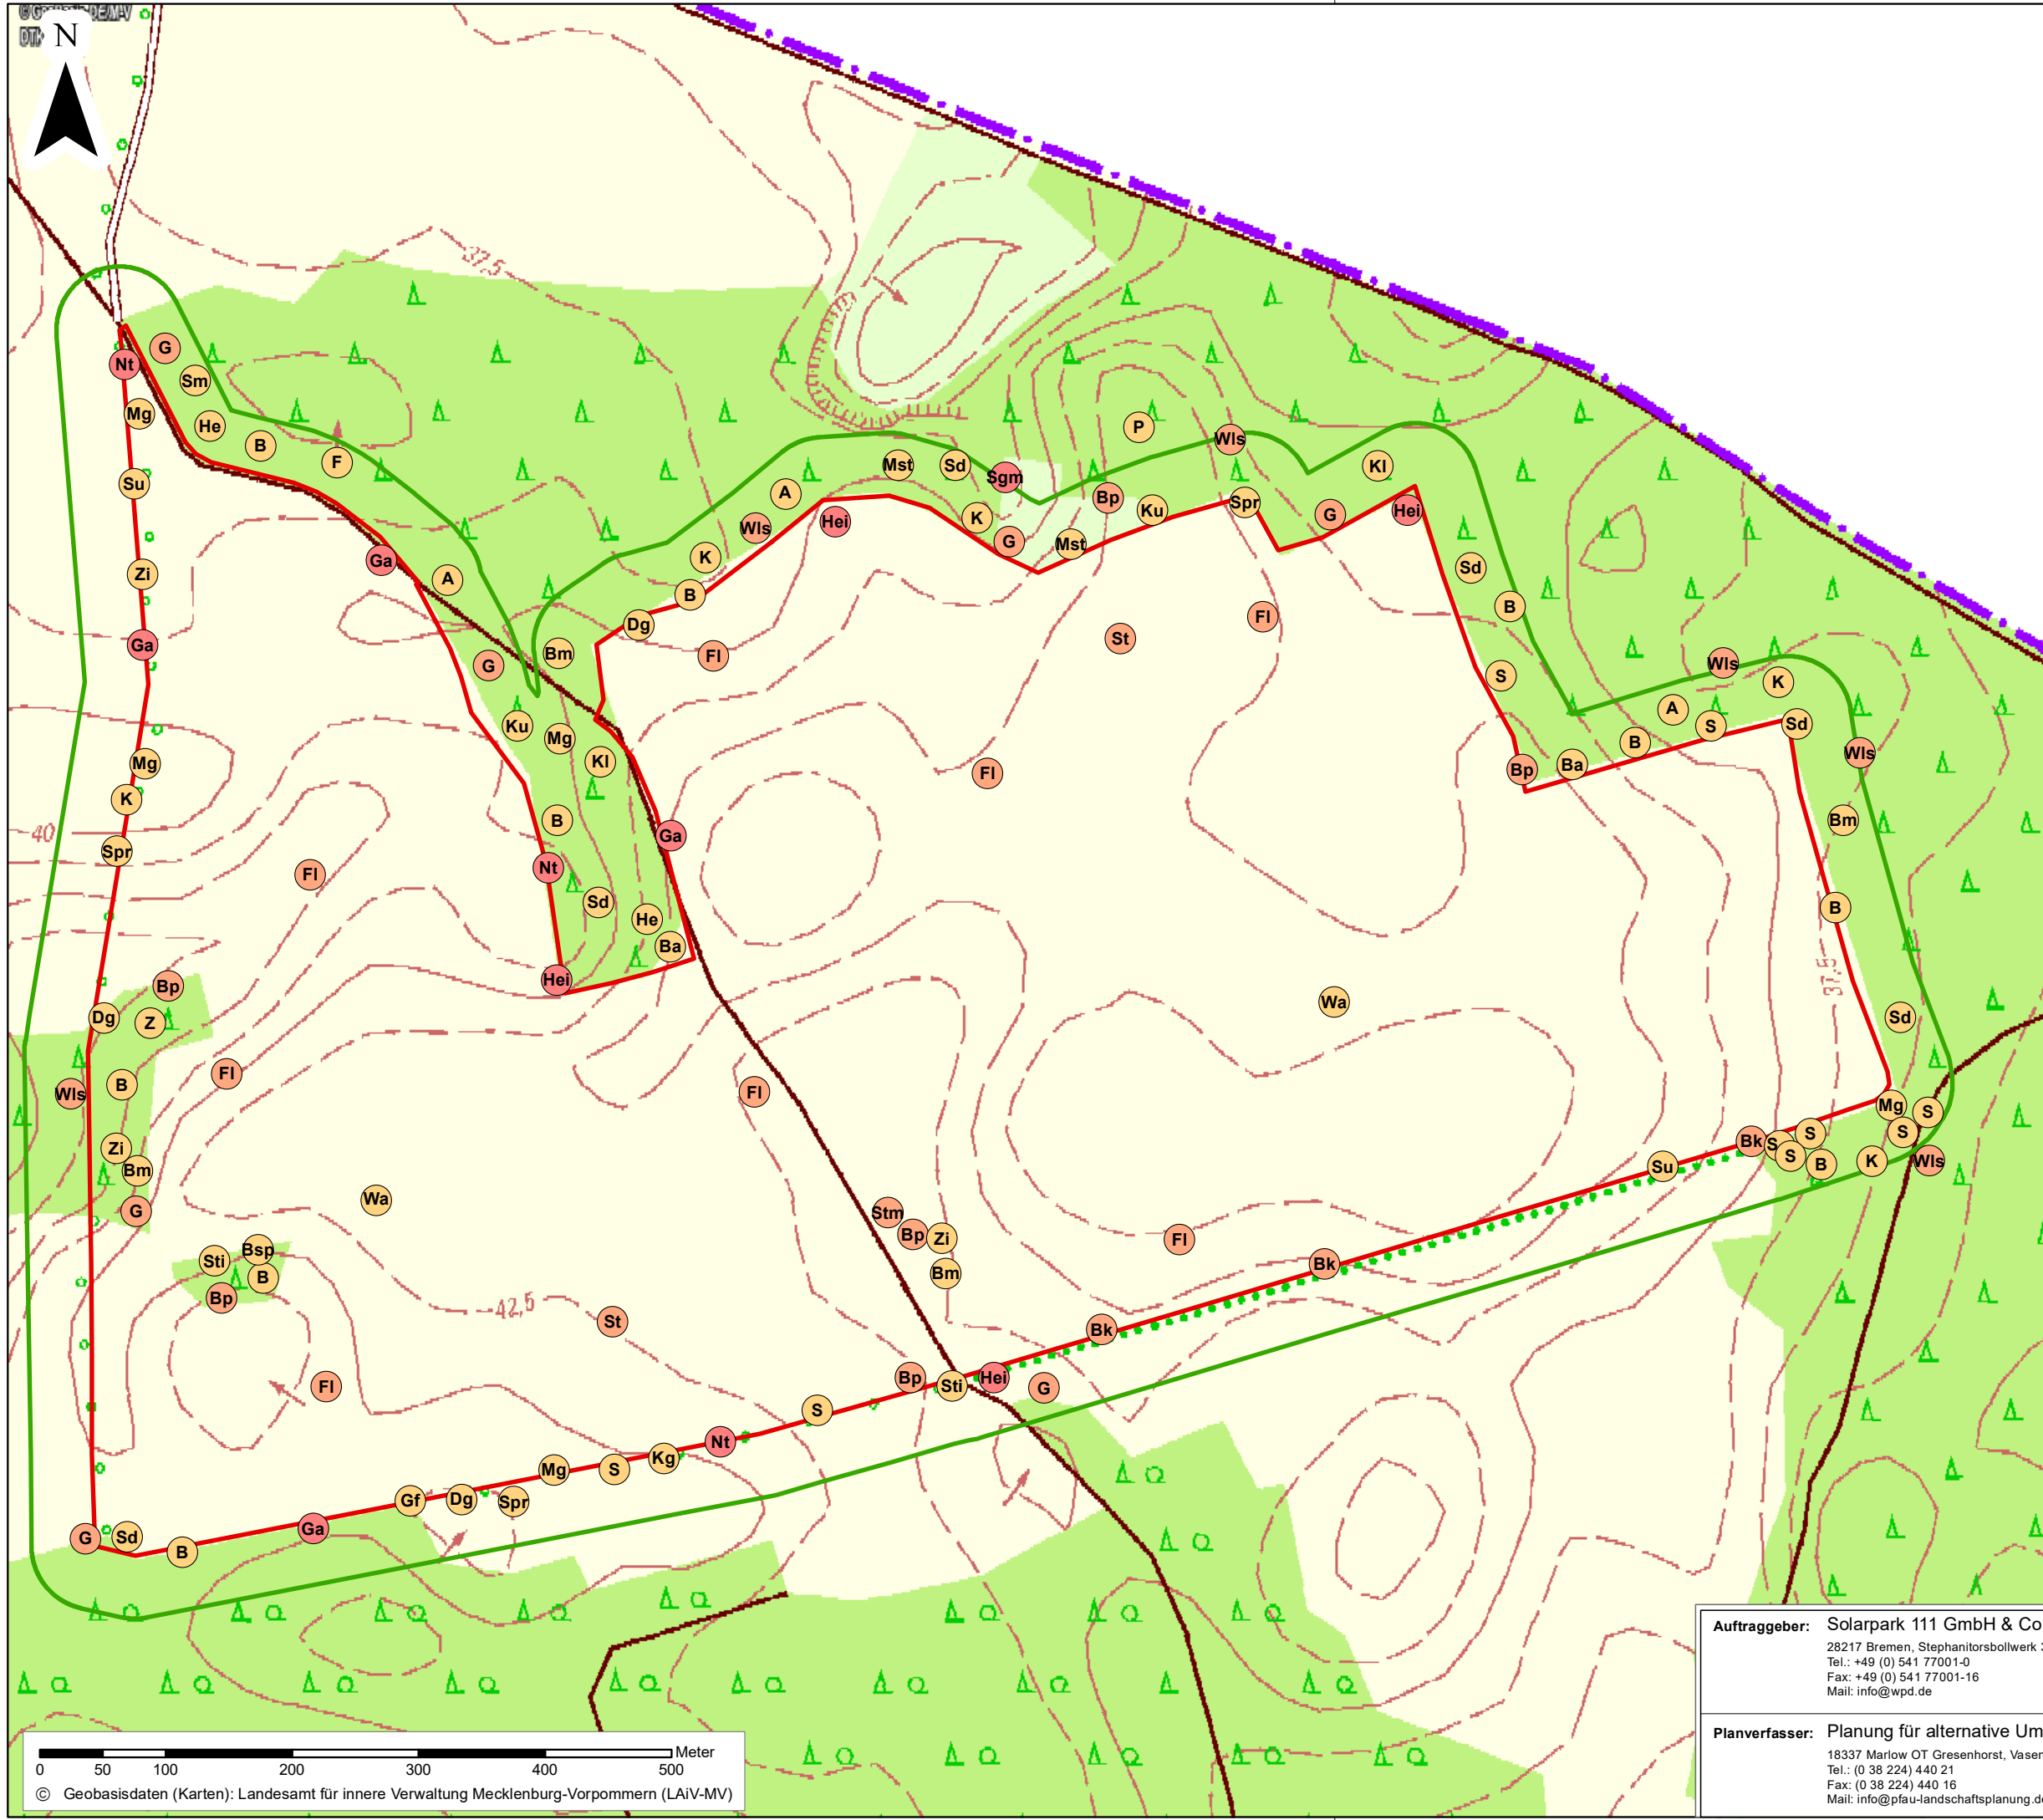 N
37,5
G
Nt
Sm
Mg
He
B
F
Su
Zi
Ga
A
Ga
G
Bm
Ku
Mg
Kl
B
Nt
Sd
He
Ba
Hei
Ga
Dg
B
K
Wls
A
Hei
Mst
Sd
Sgm
K
G
Mst
Bp
Ku
P
Wls
Spr
G
Kl
Hei
Sd
B
S
Bp
Ba
B
A
S
Wls
K
Sd
Wls
Bm
B
37,5
Sd
Fl
St
Fl
Fl
Mg
K
40
Spr
Fl
Bp
Dg
Z
Wls
B
Fl
Zi
Bm
G
Fl
Wa
Wa
Sti
Bsp
B
Bp
Stm
Bp
Zi
Bm
Fl
42,5
St
Fl
Mg
S
S
Wls
K
B
S
S
S
Bk
Su
Bk
Bk
Hei
G
Sti
Bp
S
Nt
Kg
S
Mg
Spr
Dg
Gf
Ga
B
Sd
G
Auftraggeber: Solarpark 111 GmbH & Co
28217 Bremen, Stephanitorsbollwerk
Tel.: +49 (0) 541 77001-0
Fax: +49 (0) 541 77001-16
Mail: info@wpd.de
Planverfasser: Planung für alternative Um
18337 Marlow OT Gresenhorst, Vasen
Tel.: (0 38 224) 440 21
Fax: (0 38 224) 440 16
Mail: info@pfau-landschaftsplanung.d
Meter
0 50 100 200 300 400 500
© Geobasisdaten (Karten): Landesamt für innere Verwaltung Mecklenburg-Vorpommern (LAiV-MV)